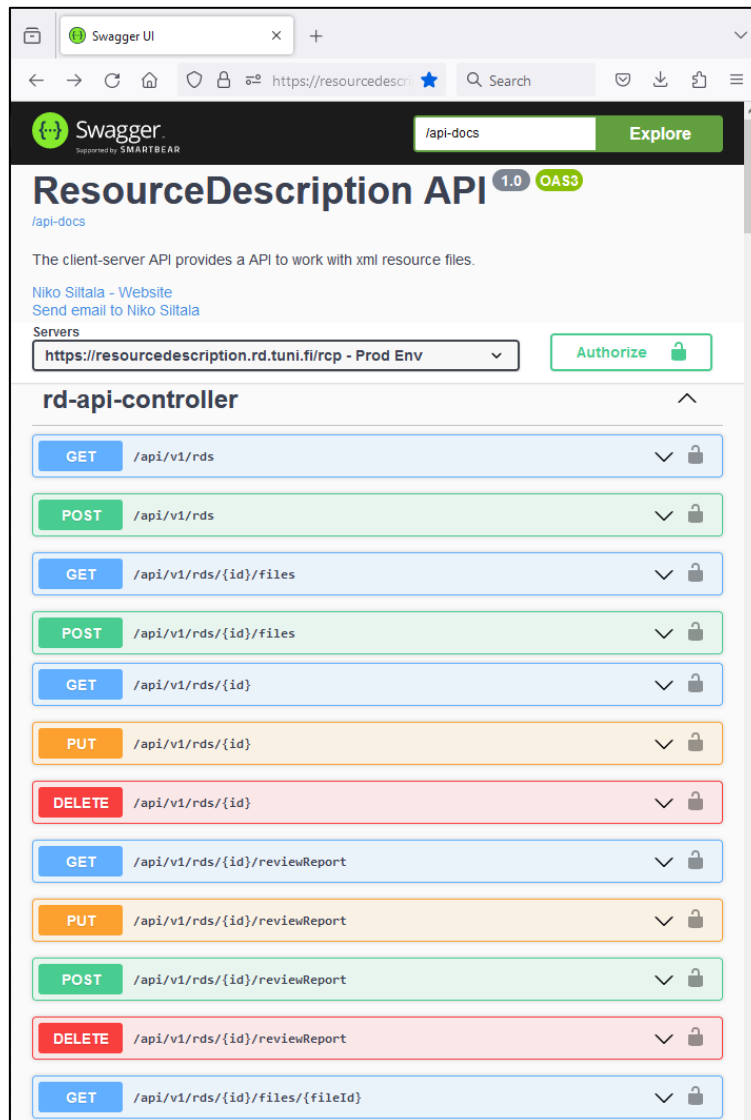 Swagger UI
https://resourcedescri
Search
Swagger.
Supported by SMARTBEAR
/api-docs
Explore
ResourceDescription API 1.0 OAS3
/api-docs
The client-server API provides a API to work with xml resource files.
Niko Siltala - Website
Send email to Niko Siltala
Servers
https://resourcedescription.rd.tuni.fi/rcp - Prod Env
Authorize
rd-api-controller
GET /api/v1/rds
POST /api/v1/rds
GET /api/v1/rds/{id}/files
POST /api/v1/rds/{id}/files
GET /api/v1/rds/{id}
PUT /api/v1/rds/{id}
DELETE /api/v1/rds/{id}
GET /api/v1/rds/{id}/reviewReport
PUT /api/v1/rds/{id}/reviewReport
POST /api/v1/rds/{id}/reviewReport
DELETE /api/v1/rds/{id}/reviewReport
GET /api/v1/rds/{id}/files/{fileId}